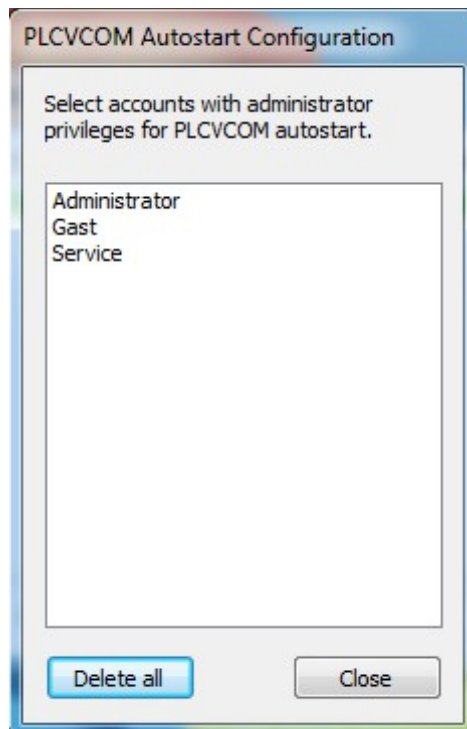 PLCVCOM Autostart Configuration
Select accounts with administrator
privileges for PLCVCOM autostart.
Administrator
Gast
Service
Delete all
Close